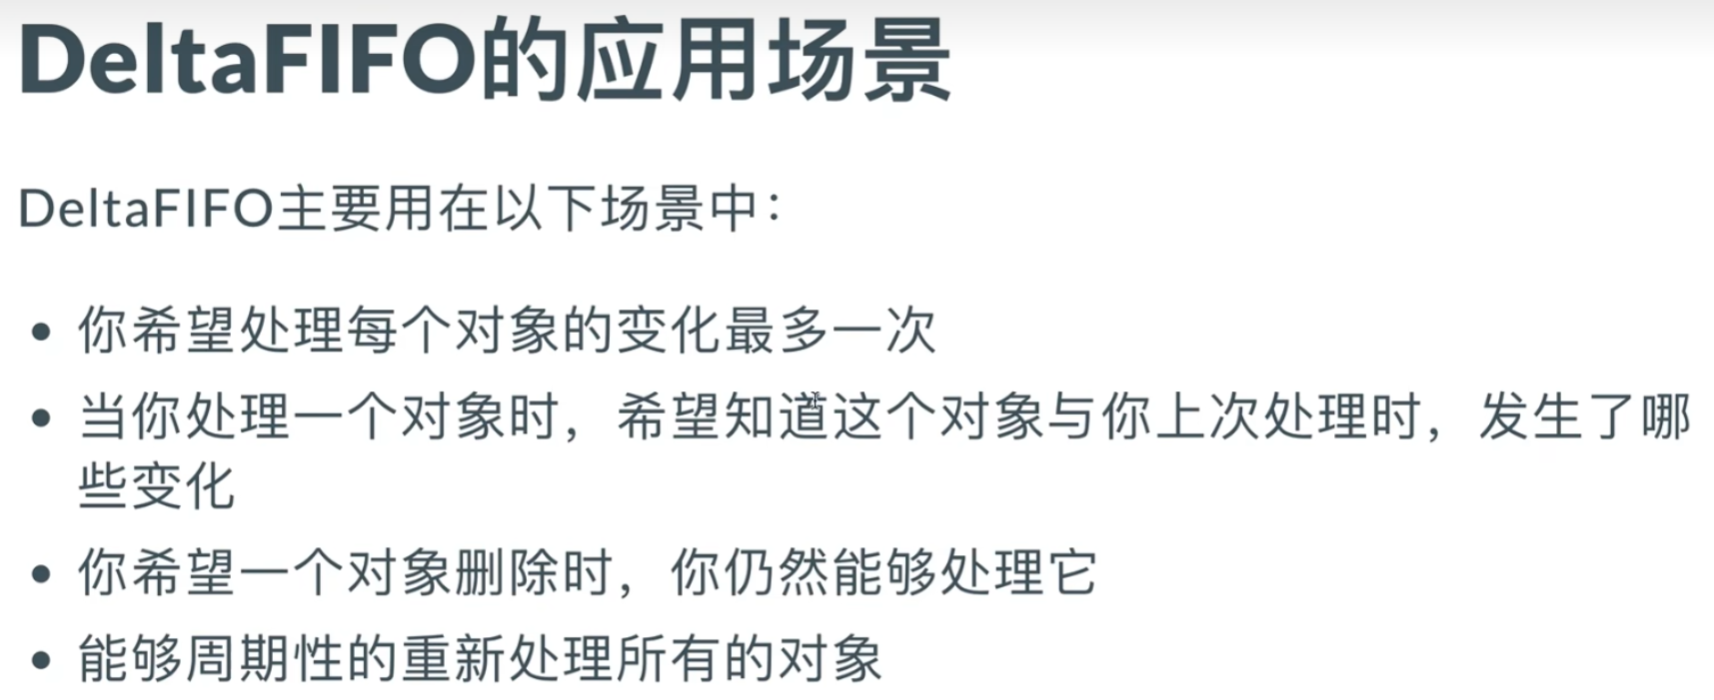 DeltaFIFO的应用场景
DeltaFIFO主要用在以下场景中：
• 你希望处理每个对象的变化最多一次
• 当你处理一个对象时，希望知道这个对象与你上次处理时，发生了哪
些变化
• 你希望一个对象删除时，你仍然能够处理它
• 能够周期性的重新处理所有的对象